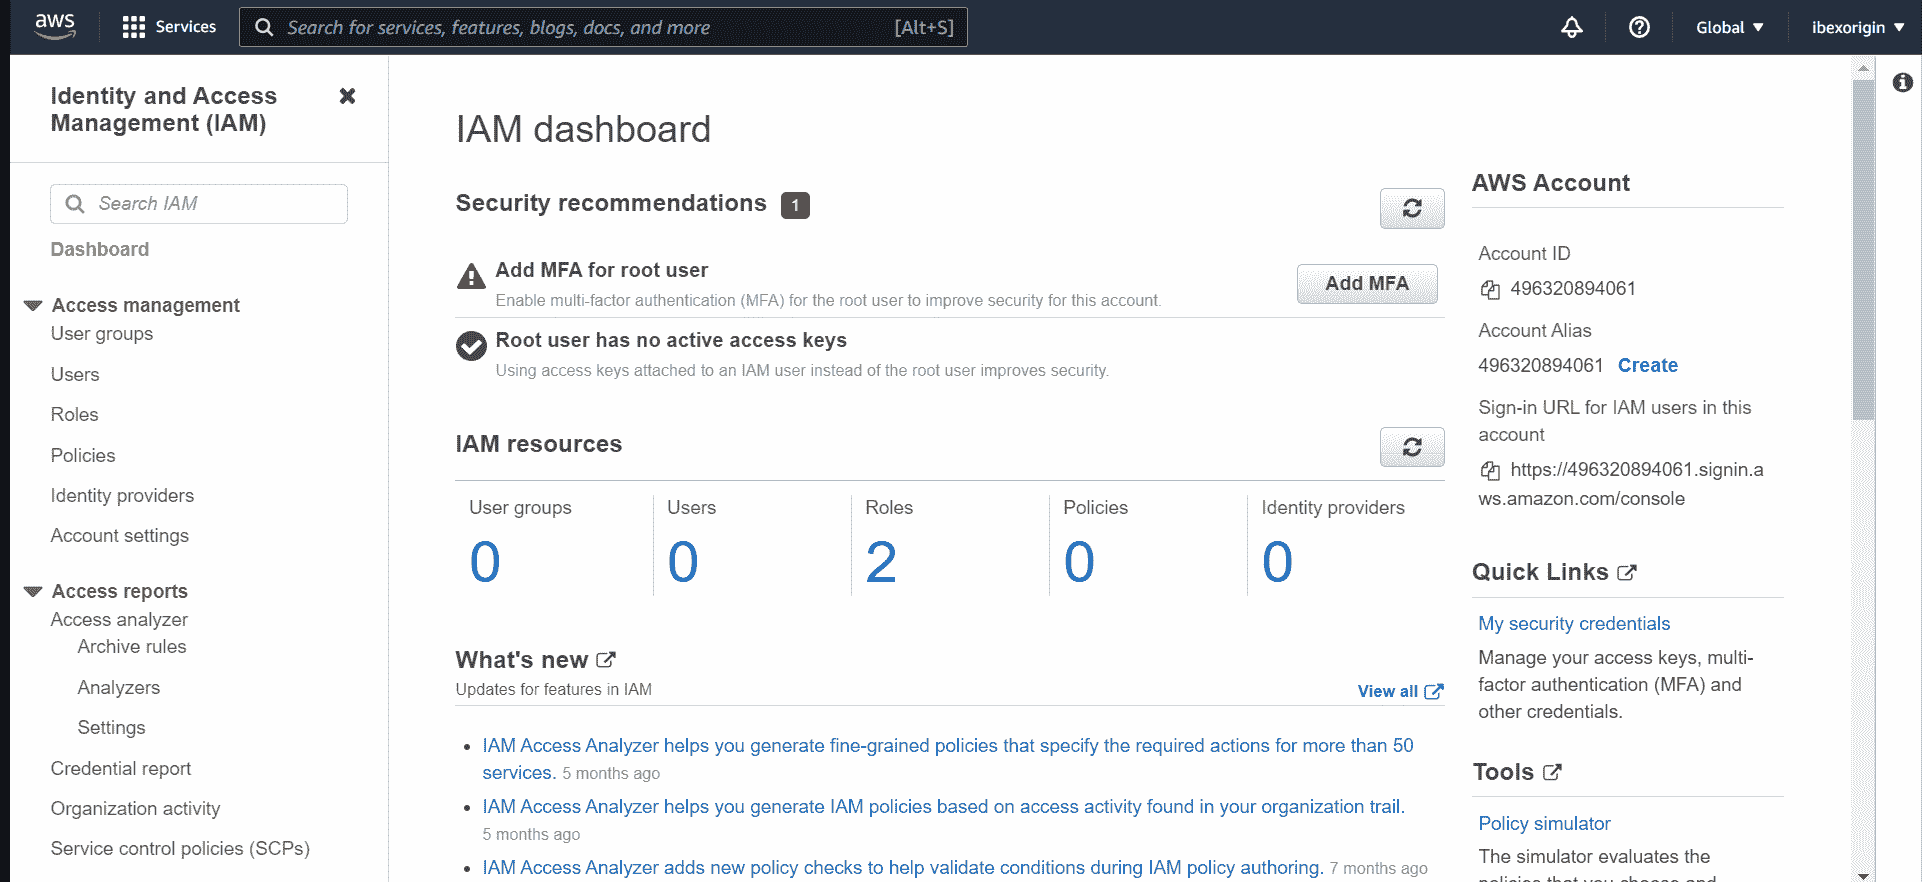 aws
Services
Search for services, features, blogs, docs, and more
[Alt+S]
Global
ibexorigin
Identity and Access
Management (IAM)
Search IAM
Dashboard
Access management
User groups
Users
Roles
Policies
Identity providers
Account settings
Access reports
Access analyzer
Archive rules
Analyzers
Settings
Credential report
Organization activity
Service control policies (SCPs)
IAM dashboard
Security recommendations 1
Add MFA for root user
Enable multi-factor authentication (MFA) for the root user to improve security for this account.
Add MFA
Root user has no active access keys
Using access keys attached to an IAM user instead of the root user improves security.
IAM resources
User groups
0
Users
0
Roles
2
Policies
0
Identity providers
0
What's new
Updates for features in IAM
View all
IAM Access Analyzer helps you generate fine-grained policies that specify the required actions for more than 50
services. 5 months ago
IAM Access Analyzer helps you generate IAM policies based on access activity found in your organization trail.
5 months ago
IAM Access Analyzer adds new policy checks to help validate conditions during IAM policy authoring. 7 months ago
AWS Account
Account ID
496320894061
Account Alias
496320894061 Create
Sign-in URL for IAM users in this
account
https://496320894061.signin.a
ws.amazon.com/console
Quick Links
My security credentials
Manage your access keys, multi-
factor authentication (MFA) and
other credentials.
Tools
Policy simulator
The simulator evaluates the
policies that you choose and